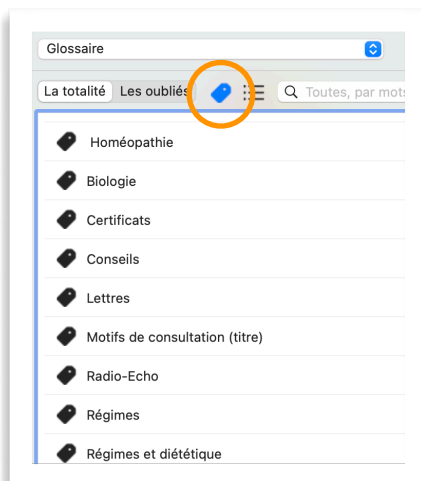 Glossaire
La totalité Les oubliés Toutes, par mots
Homéopathie
Biologie
Certificats
Conseils
Lettres
Motifs de consultation (titre)
Radio-Echo
Régimes
Régimes et diététique